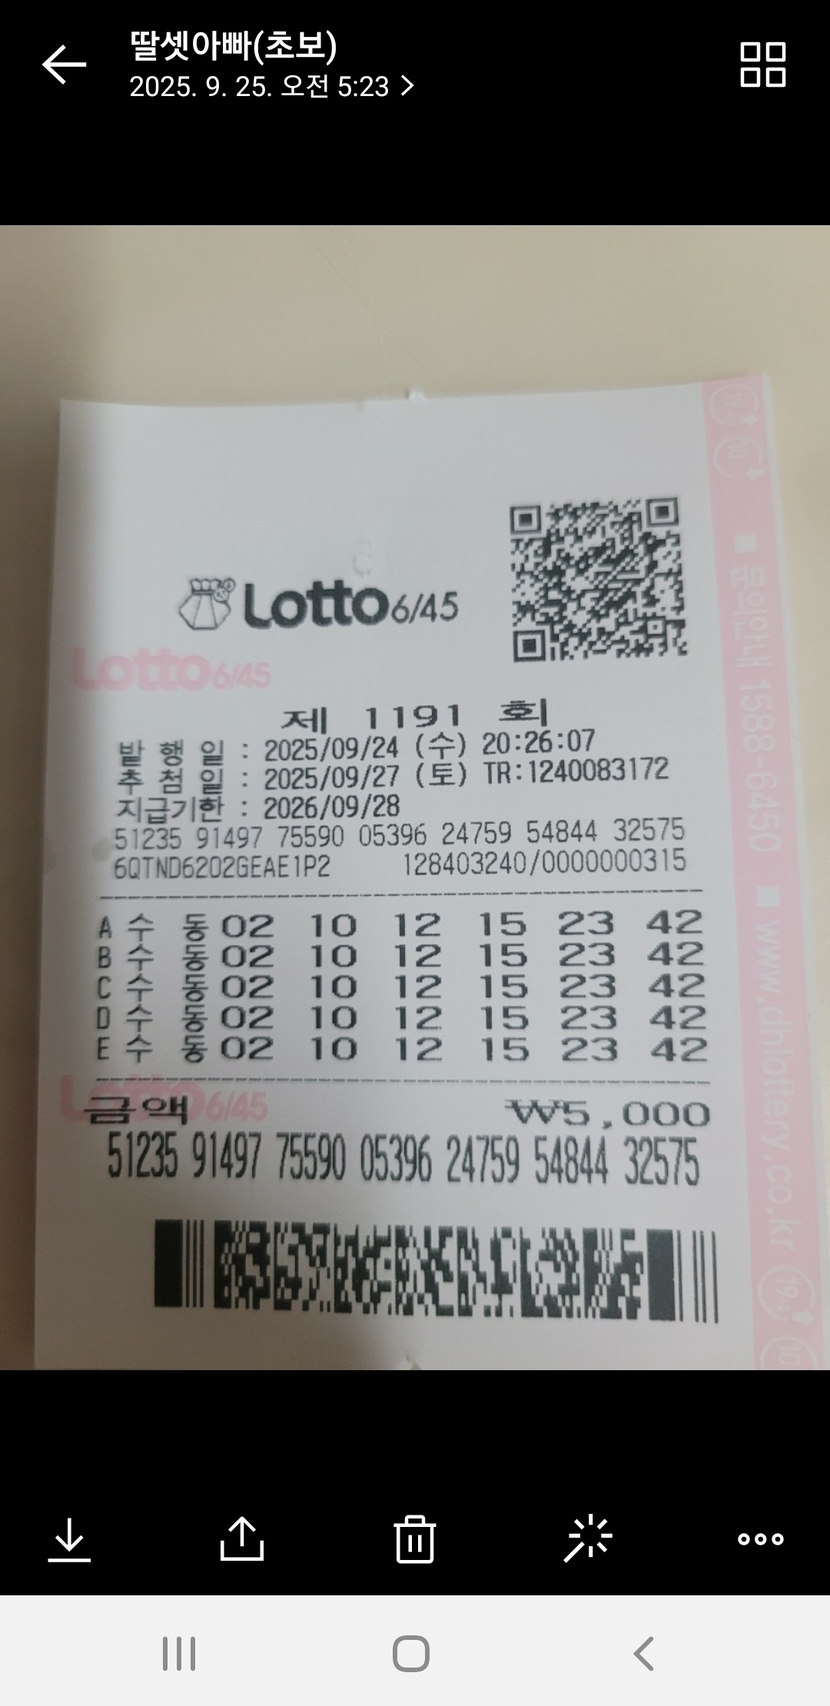 딸셋아빠(초보)
2025. 9. 25. 오전 5:23
Lotto6/45
Lotto6/45
제 1191 회
발 행 일 : 2025/09/24 (수) 20:26:07
추 첨 일 : 2025/09/27 (토) TR:1240083172
지급기한 : 2026/09/28
51235 91497 75590 05396 24759 54844 32575
6QTND6202GEAE1P2 128403240/0000000315
A 수 동 02 10 12 15 23 42
B 수 동 02 10 12 15 23 42
C 수 동 02 10 12 15 23 42
D 수 동 02 10 12 15 23 42
E 수 동 02 10 12 15 23 42
Lotto6/45
금액 ₩5,000
51235 91497 75590 05396 24759 54844 32575
■ 문의안내 1588-6450 ■ www.dhlottery.co.kr